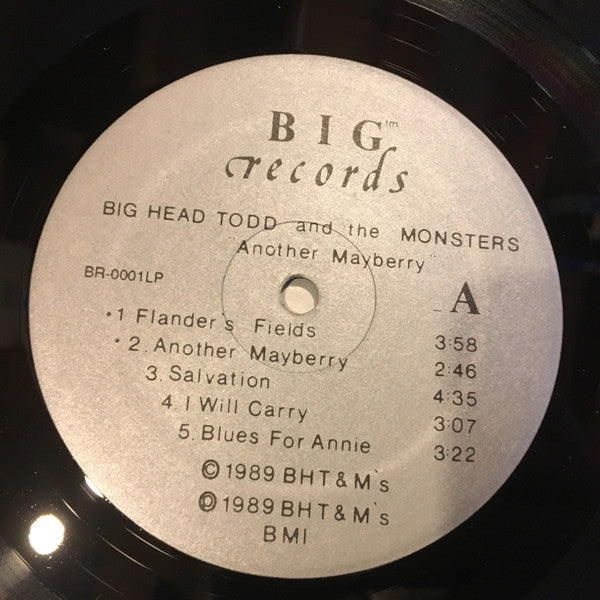 BIG™
records
BIG HEAD TODD and the MONSTERS
"Another Mayberry"
BR-0001LP
A
•1 Flander`s Fields 3:58
•2. Another Mayberry 2:46
3. Salvation 4:35
4. I Will Carry 3:07
5. Blues For Annie 3:22
©1989 BHT & M`s
℗1989 BHT & M`s
BMI